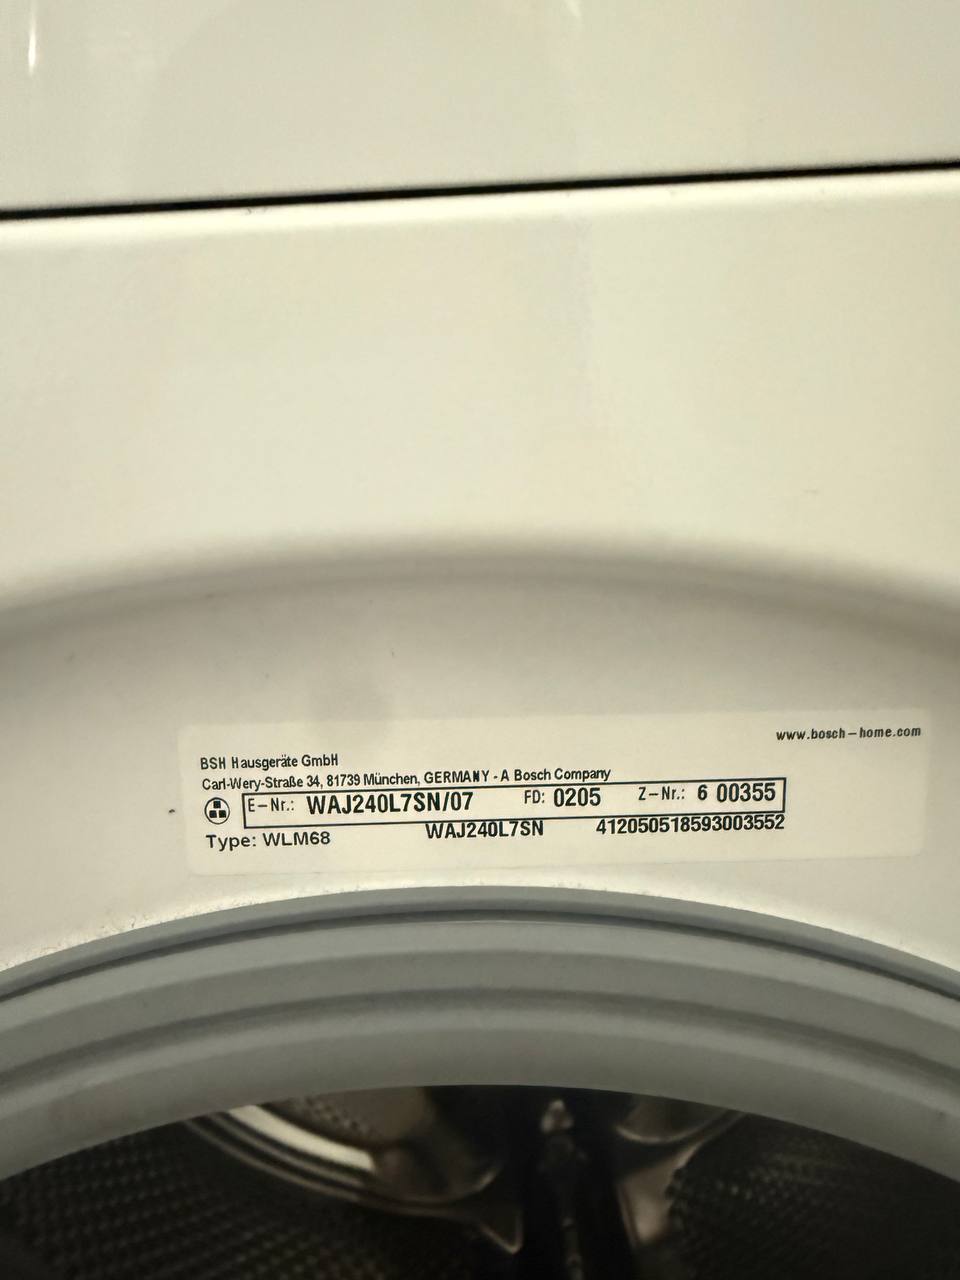 www.bosch-home.com
BSH Hausgeräte GmbH
Carl-Wery-Straße 34, 81739 München, GERMANY - A Bosch Company
E-Nr.: WAJ240L7SN/07 FD: 0205 Z-Nr.: 6 00355
Type: WLM68 WAJ240L7SN 412050518593003552